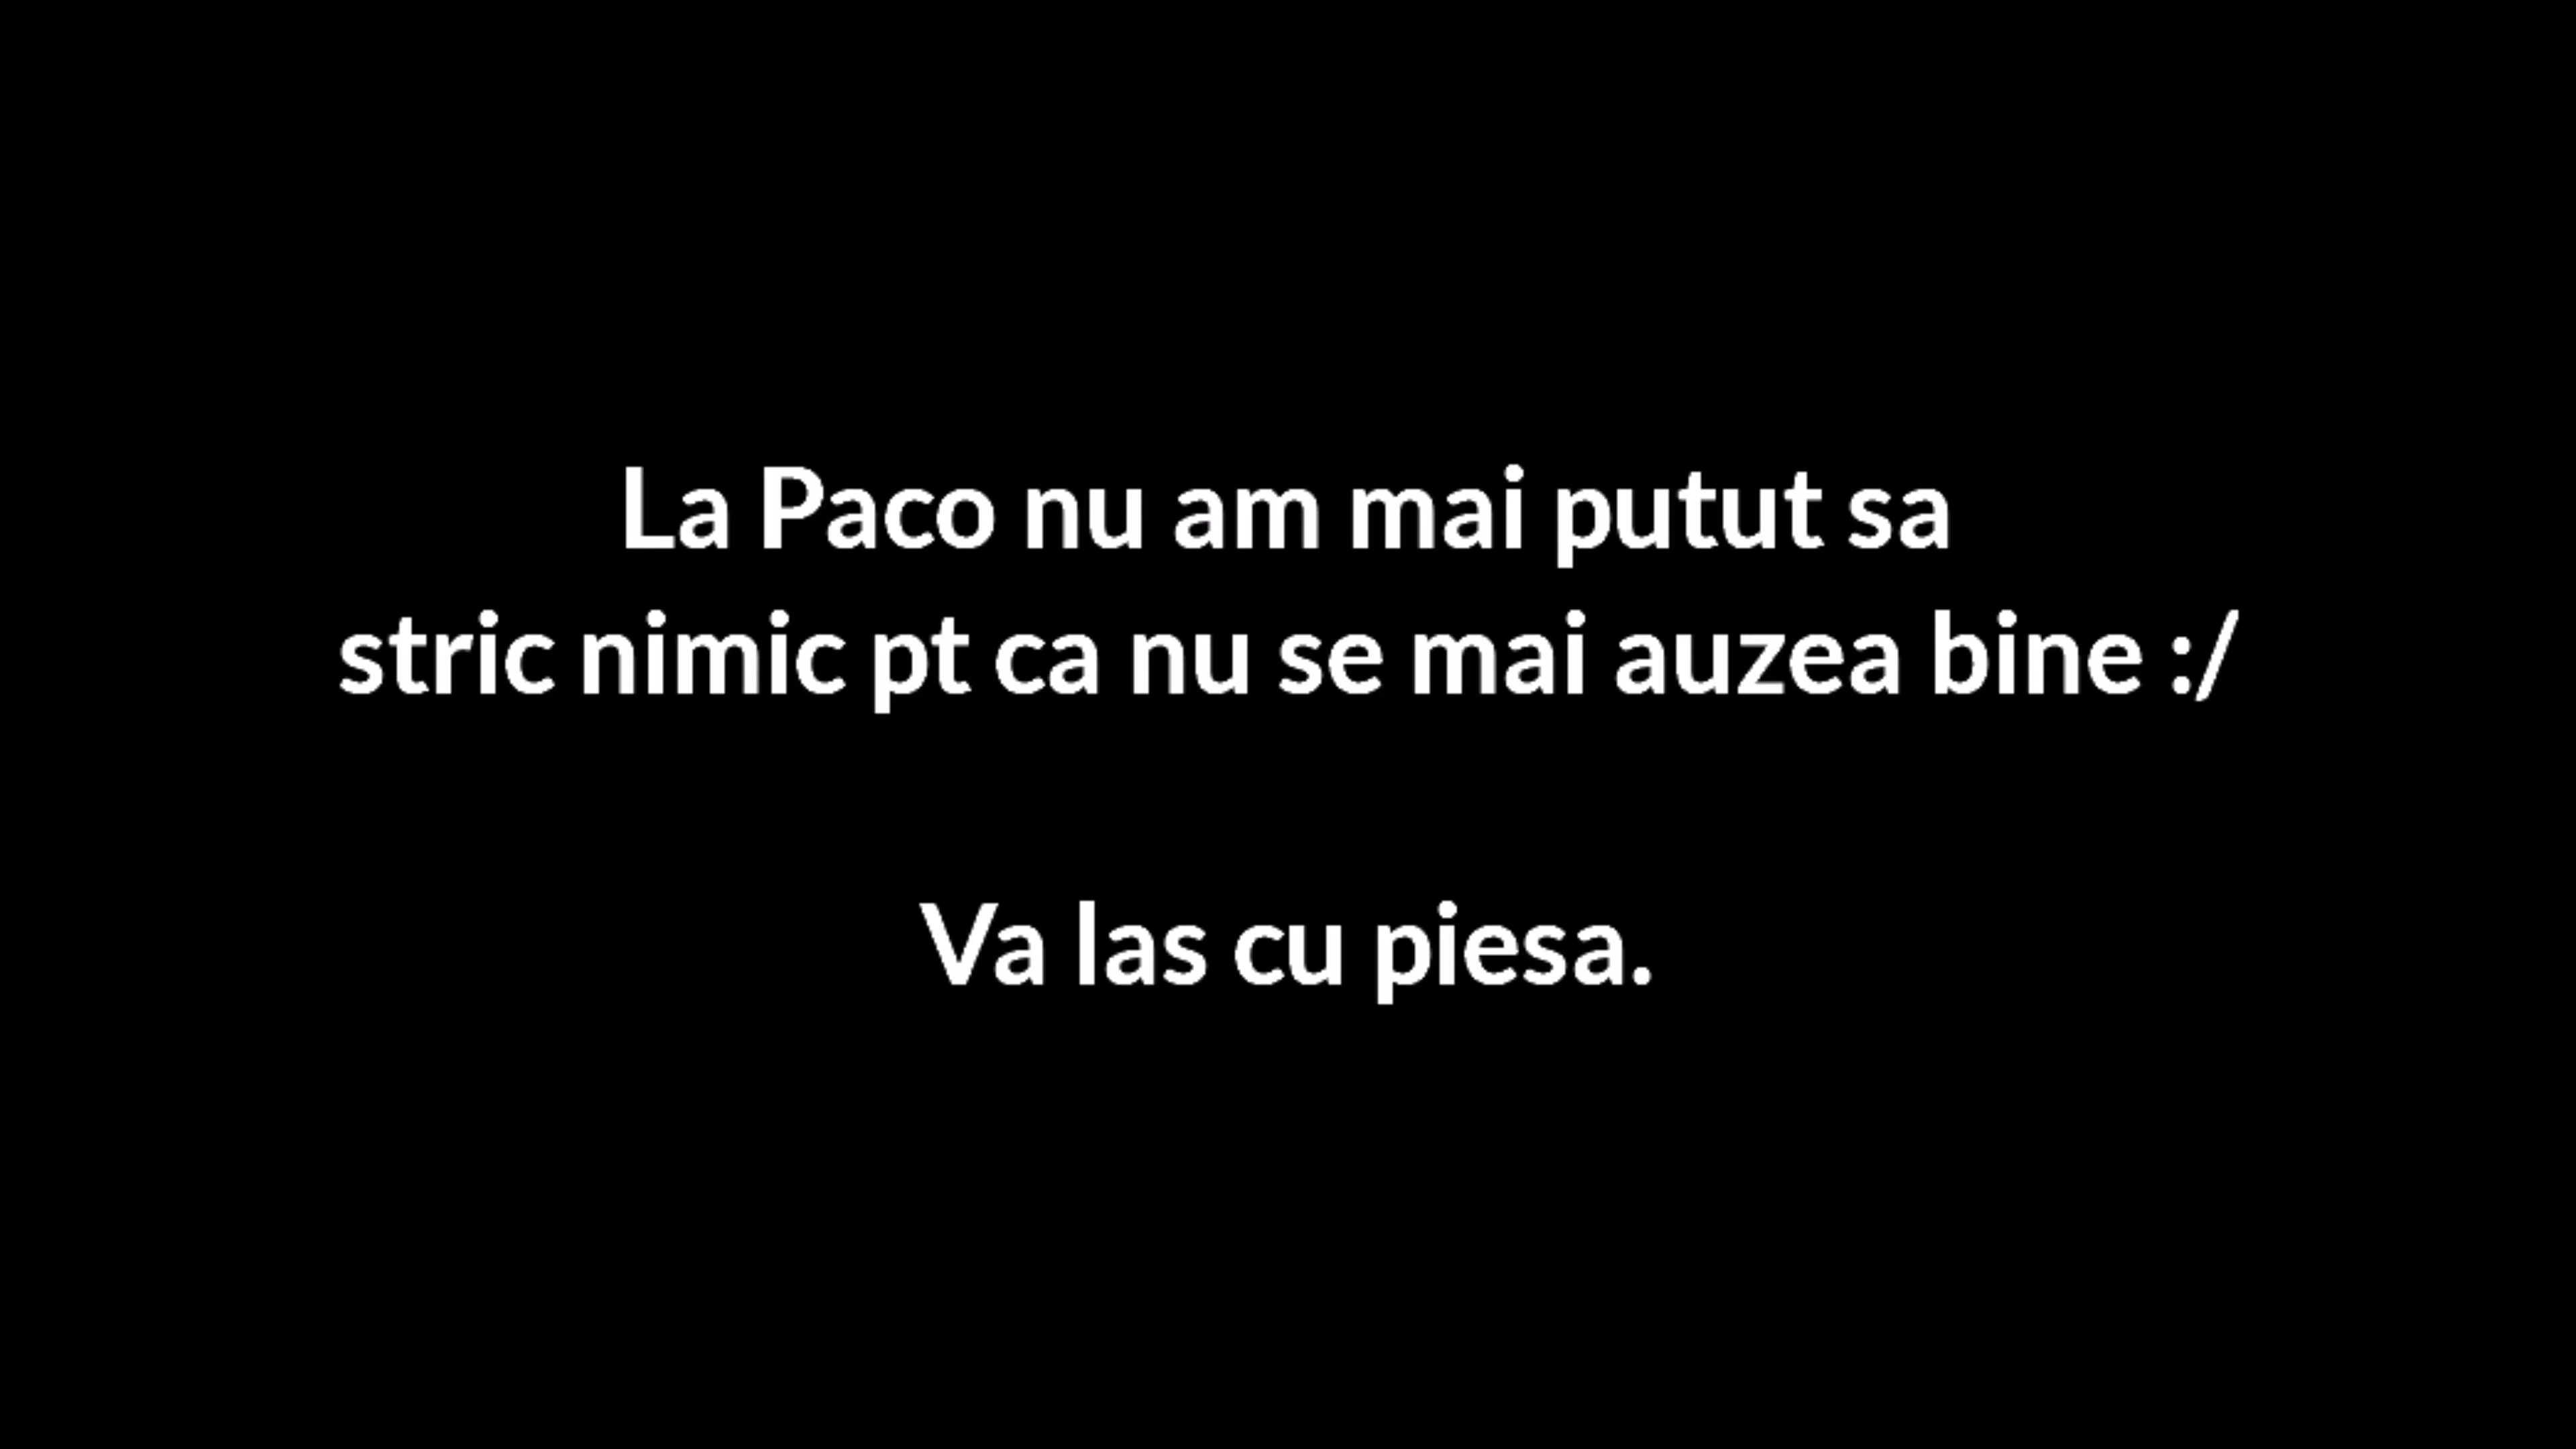 La Paco nu am mai putut sa
stric nimic pt ca nu se mai auzea bine :/
Va las cu piesa.